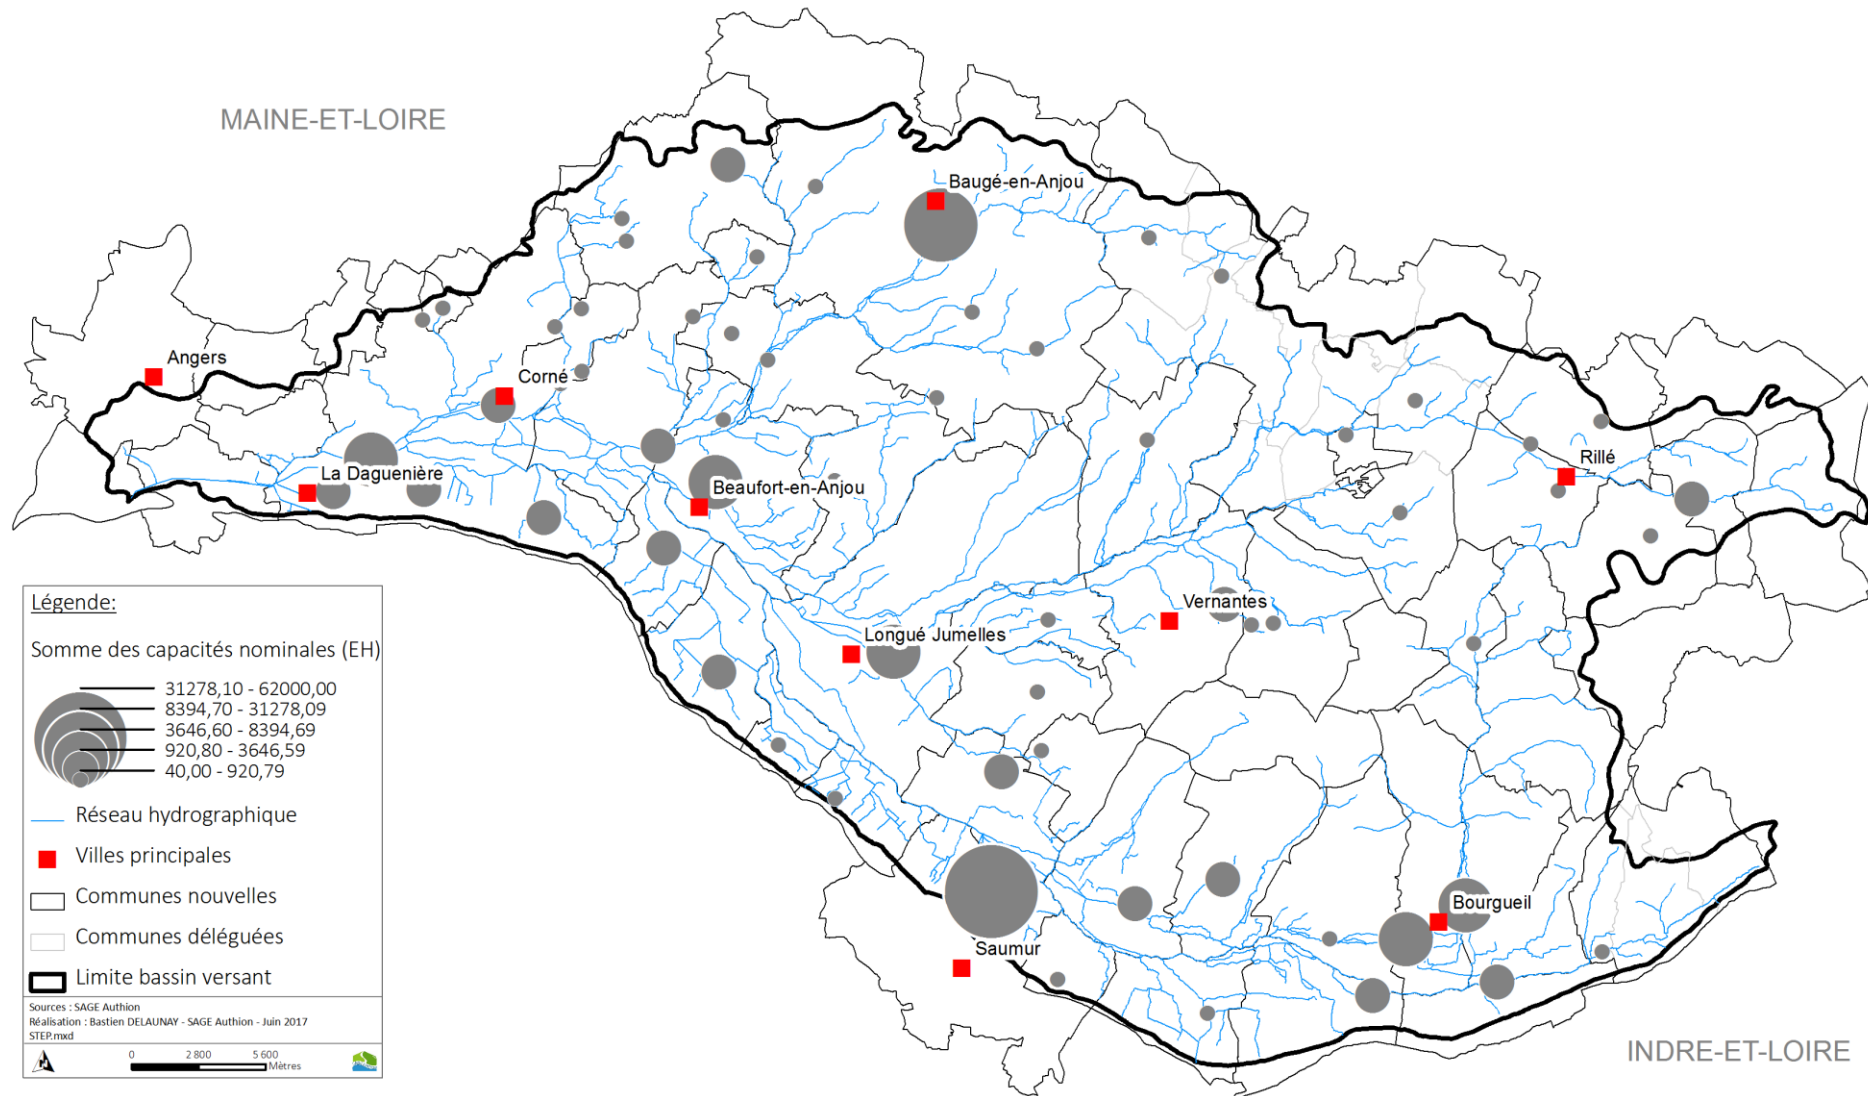 MAINE-ET-LOIRE
Baugé-en-Anjou
Angers
Corné
La Daguenière
Beaufort-en-Anjou
Rillé
Vernantes
Longué Jumelles
Bourgueil
Saumur
INDRE-ET-LOIRE
Légende:
Somme des capacités nominales (EH)
31278,10 - 62000,00
8394,70 - 31278,09
3646,60 - 8394,69
920,80 - 3646,59
40,00 - 920,79
Réseau hydrographique
Villes principales
Communes nouvelles
Communes déléguées
Limite bassin versant
Sources : SAGE Authion
Réalisation : Bastien DELAUNAY - SAGE Authion - Juin 2017
STEP.mxd
0 2 800 5 600
Mètres